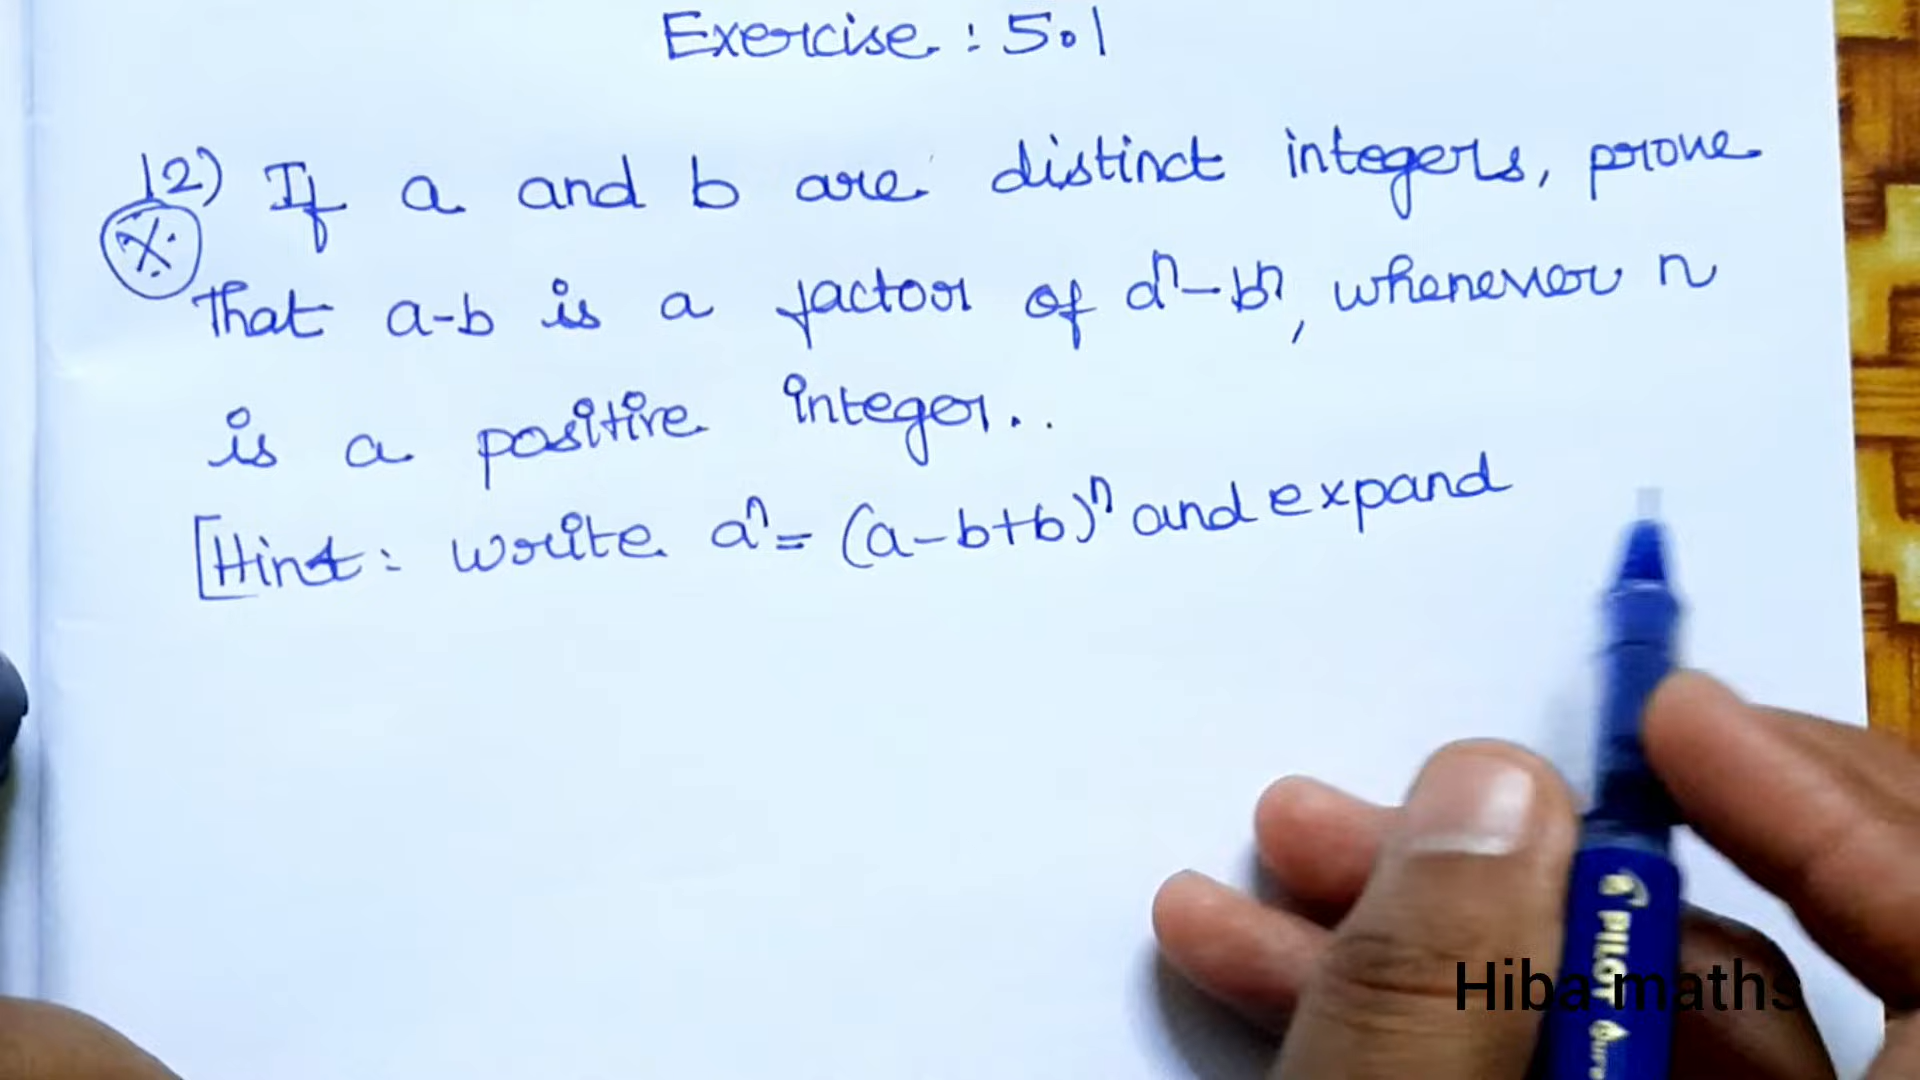 Exercise : 5.1
12) If a and b are distinct integers, prove
that a-b is a factor of aⁿ-bⁿ, whenever n
is a positive integer..
[Hint: write aⁿ = (a-b+b)ⁿ and expand
PILOT
Hiba maths